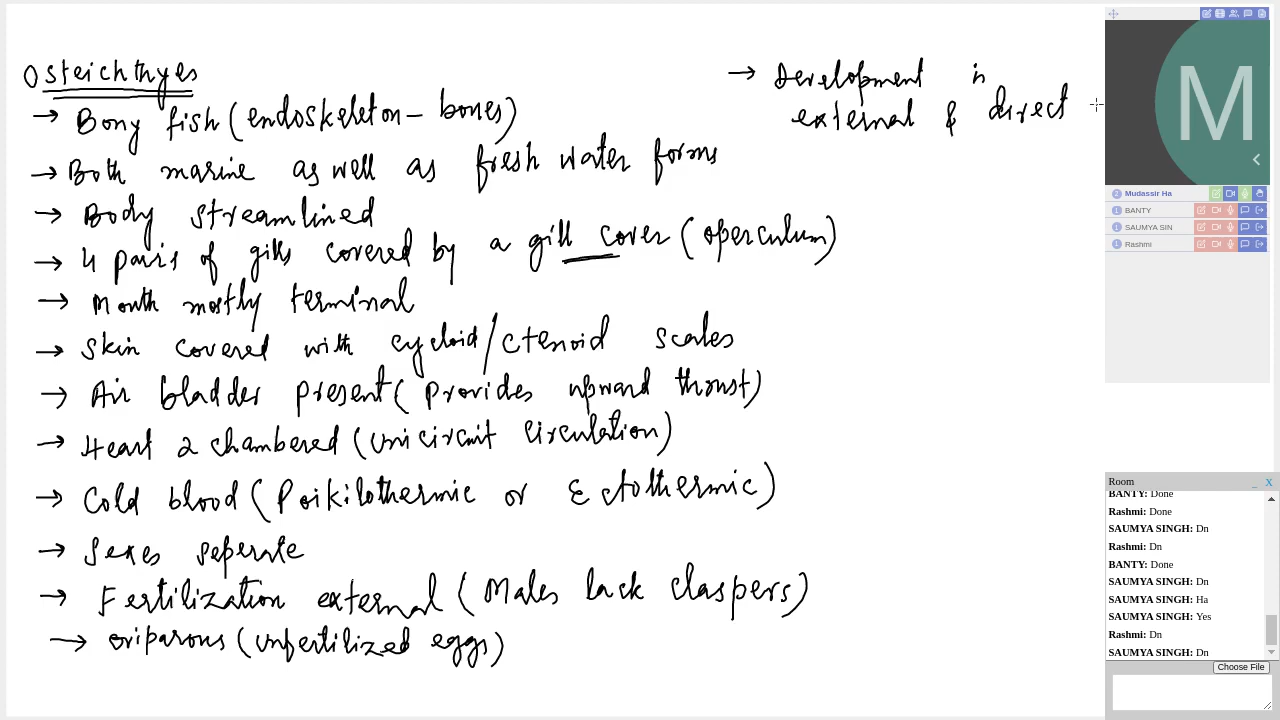 Osteichthyes
→ Bony fish (endoskeleton - bones)
→ Both marine as well as fresh water forms
→ Body streamlined
→ 4 pairs of gills covered by a gill cover (operculum)
→ Mouth mostly terminal
→ Skin covered with cycloid/ctenoid scales
→ Air bladder present (Provides upward thrust)
→ Heart 2 chambered (unicircuit circulation)
→ Cold blood (Poikilothermic or Ectothermic)
→ Sexes seperate
→ Fertilization external (Males lack claspers)
→ oviparous (unfertilized eggs)
→ Development is
external & direct
M
Mudassir Ha
BANTY
SAUMYA SIN
Rashmi
Room _ X
BANTY: Done
Rashmi: Done
SAUMYA SINGH: Dn
Rashmi: Dn
BANTY: Done
SAUMYA SINGH: Dn
SAUMYA SINGH: Ha
SAUMYA SINGH: Yes
Rashmi: Dn
SAUMYA SINGH: Dn
Choose File